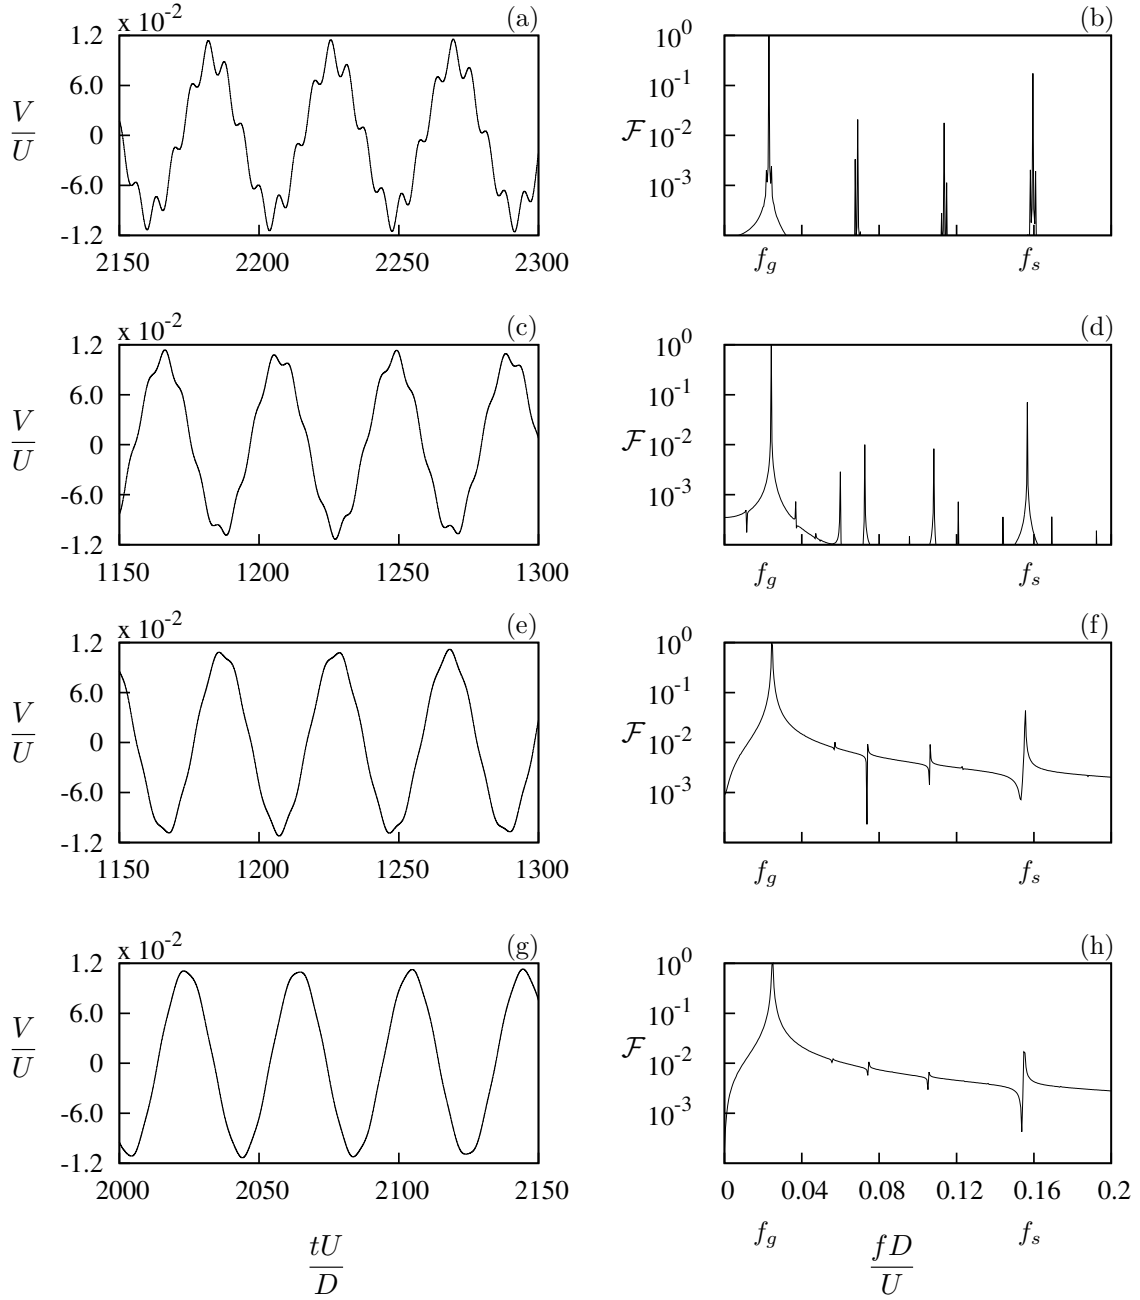 x 10^-2 (a) (b)
1.2 10^0
6.0 10^-1
V/U 0 F 10^-2
-6.0 10^-3
-1.2
2150 2200 2250 2300 f_g f_s
x 10^-2 (c) (d)
1.2 10^0
6.0 10^-1
V/U 0 F 10^-2
-6.0 10^-3
-1.2
1150 1200 1250 1300 f_g f_s
x 10^-2 (e) (f)
1.2 10^0
6.0 10^-1
V/U 0 F 10^-2
-6.0 10^-3
-1.2
1150 1200 1250 1300 f_g f_s
x 10^-2 (g) (h)
1.2 10^0
6.0 10^-1
V/U 0 F 10^-2
-6.0 10^-3
-1.2
2000 2050 2100 2150 0 0.04 0.08 0.12 0.16 0.2
f_g f_s
tU/D fD/U